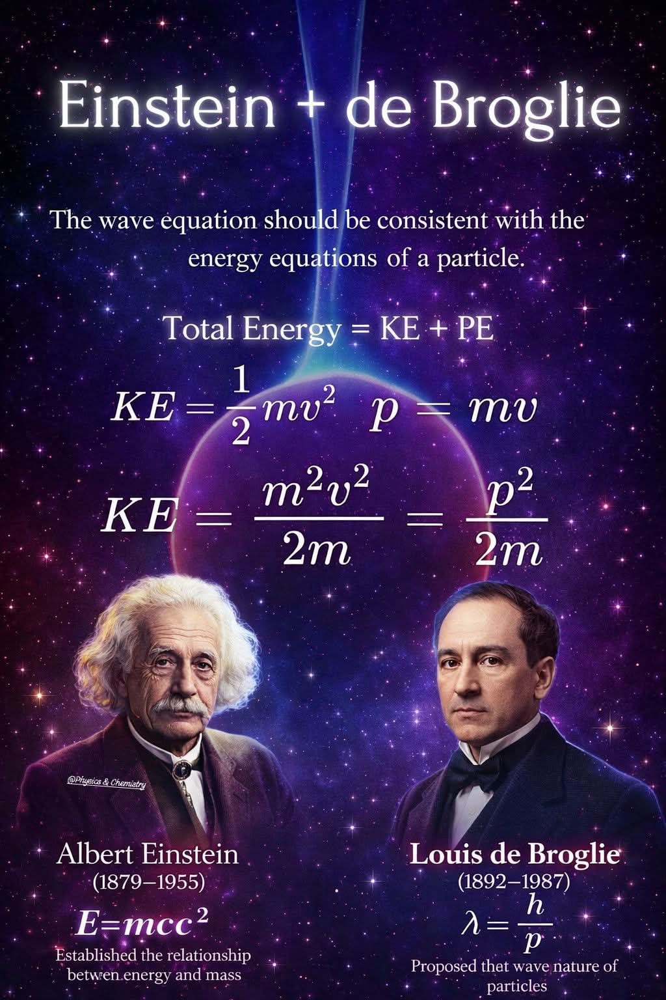 Einstein + de Broglie
The wave equation should be consistent with the
energy equations of a particle.
Total Energy = KE + PE
KE = 1/2 mv² p = mv
KE = m²v²/2m = p²/2m
@Physics & Chemistry
Albert Einstein
(1879–1955)
E=mcc²
Established the relationship
betwen energy and mass
Louis de Broglie
(1892–1987)
λ = h/p
Proposed thet wave nature of
particles